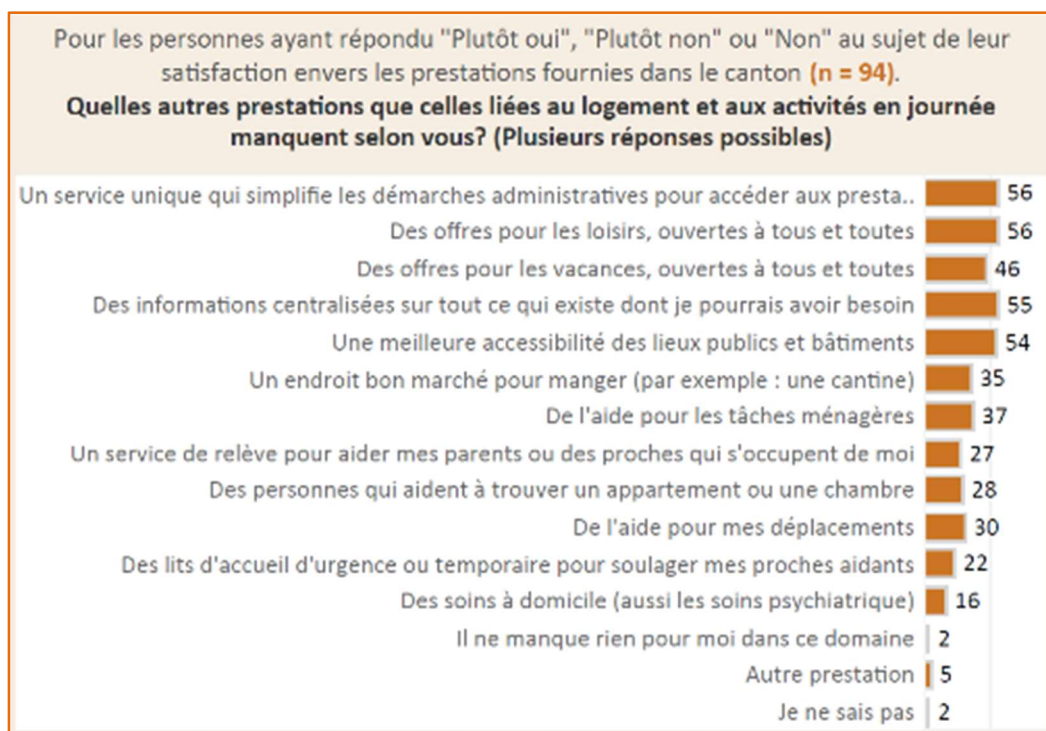 Pour les personnes ayant répondu "Plutôt oui", "Plutôt non" ou "Non" au sujet de leur
satisfaction envers les prestations fournies dans le canton (n = 94).
Quelles autres prestations que celles liées au logement et aux activités en journée
manquent selon vous? (Plusieurs réponses possibles)
Un service unique qui simplifie les démarches administratives pour accéder aux presta.. 56
Des offres pour les loisirs, ouvertes à tous et toutes 56
Des offres pour les vacances, ouvertes à tous et toutes 46
Des informations centralisées sur tout ce qui existe dont je pourrais avoir besoin 55
Une meilleure accessibilité des lieux publics et bâtiments 54
Un endroit bon marché pour manger (par exemple : une cantine) 35
De l'aide pour les tâches ménagères 37
Un service de relève pour aider mes parents ou des proches qui s'occupent de moi 27
Des personnes qui aident à trouver un appartement ou une chambre 28
De l'aide pour mes déplacements 30
Des lits d'accueil d'urgence ou temporaire pour soulager mes proches aidants 22
Des soins à domicile (aussi les soins psychiatrique) 16
Il ne manque rien pour moi dans ce domaine 2
Autre prestation 5
Je ne sais pas 2